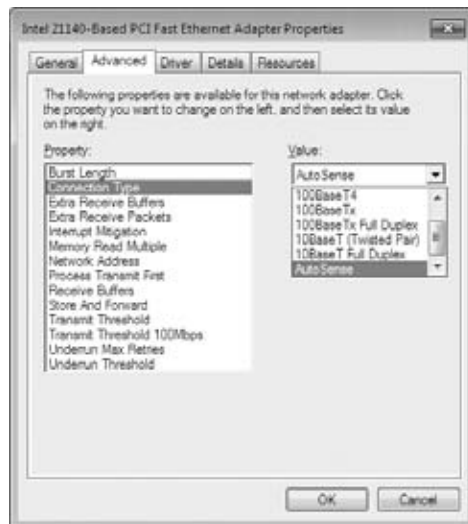 Intel 21140-Based PCI Fast Ethernet Adapter Properties
General Advanced Driver Details Resources
The following properties are available for this network adapter. Click
the property you want to change on the left, and then select its value
on the right.
Property:
Burst Length
Connection Type
Extra Receive Buffers
Extra Receive Packets
Interrupt Mitigation
Memory Read Multiple
Network Address
Process Transmit First
Receive Buffers
Store And Forward
Transmit Threshold
Transmit Threshold 100Mbps
Underrun Max Retries
Underrun Threshold
Value:
AutoSense
100BaseT4
100BaseTx
100BaseTx Full Duplex
10BaseT (Twisted Pair)
10BaseT Full Duplex
AutoSense
OK Cancel